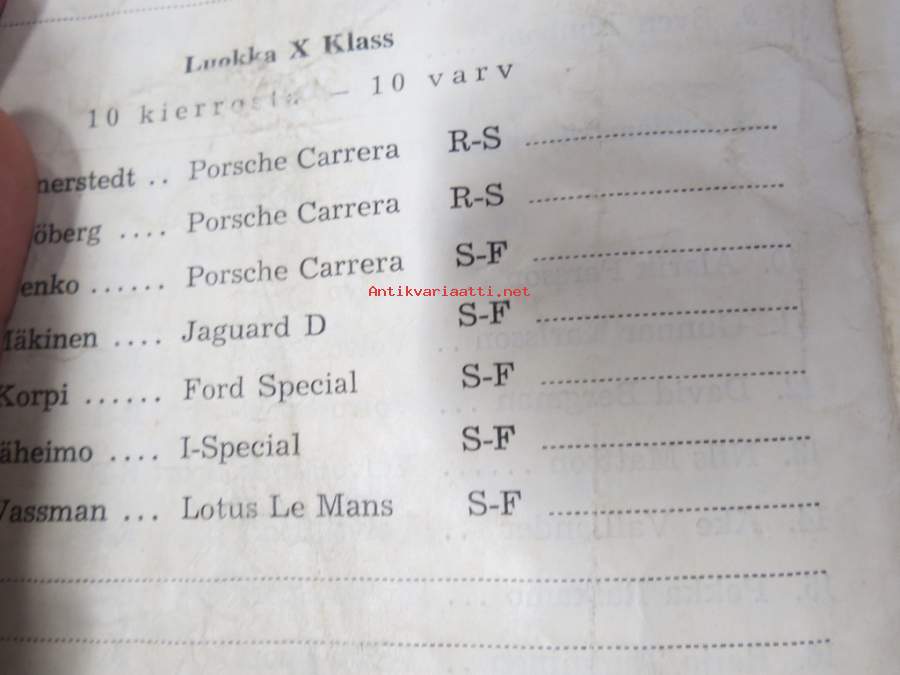 Luokka X Klass
10 kierrosta — 10 varv
nerstedt .. Porsche Carrera R-S
öberg .... Porsche Carrera R-S
enko ...... Porsche Carrera S-F
Mäkinen .... Jaguard D S-F
Korpi ...... Ford Special S-F
äheimo .... I-Special S-F
Vassman ... Lotus Le Mans S-F
Antikvariaatti.net